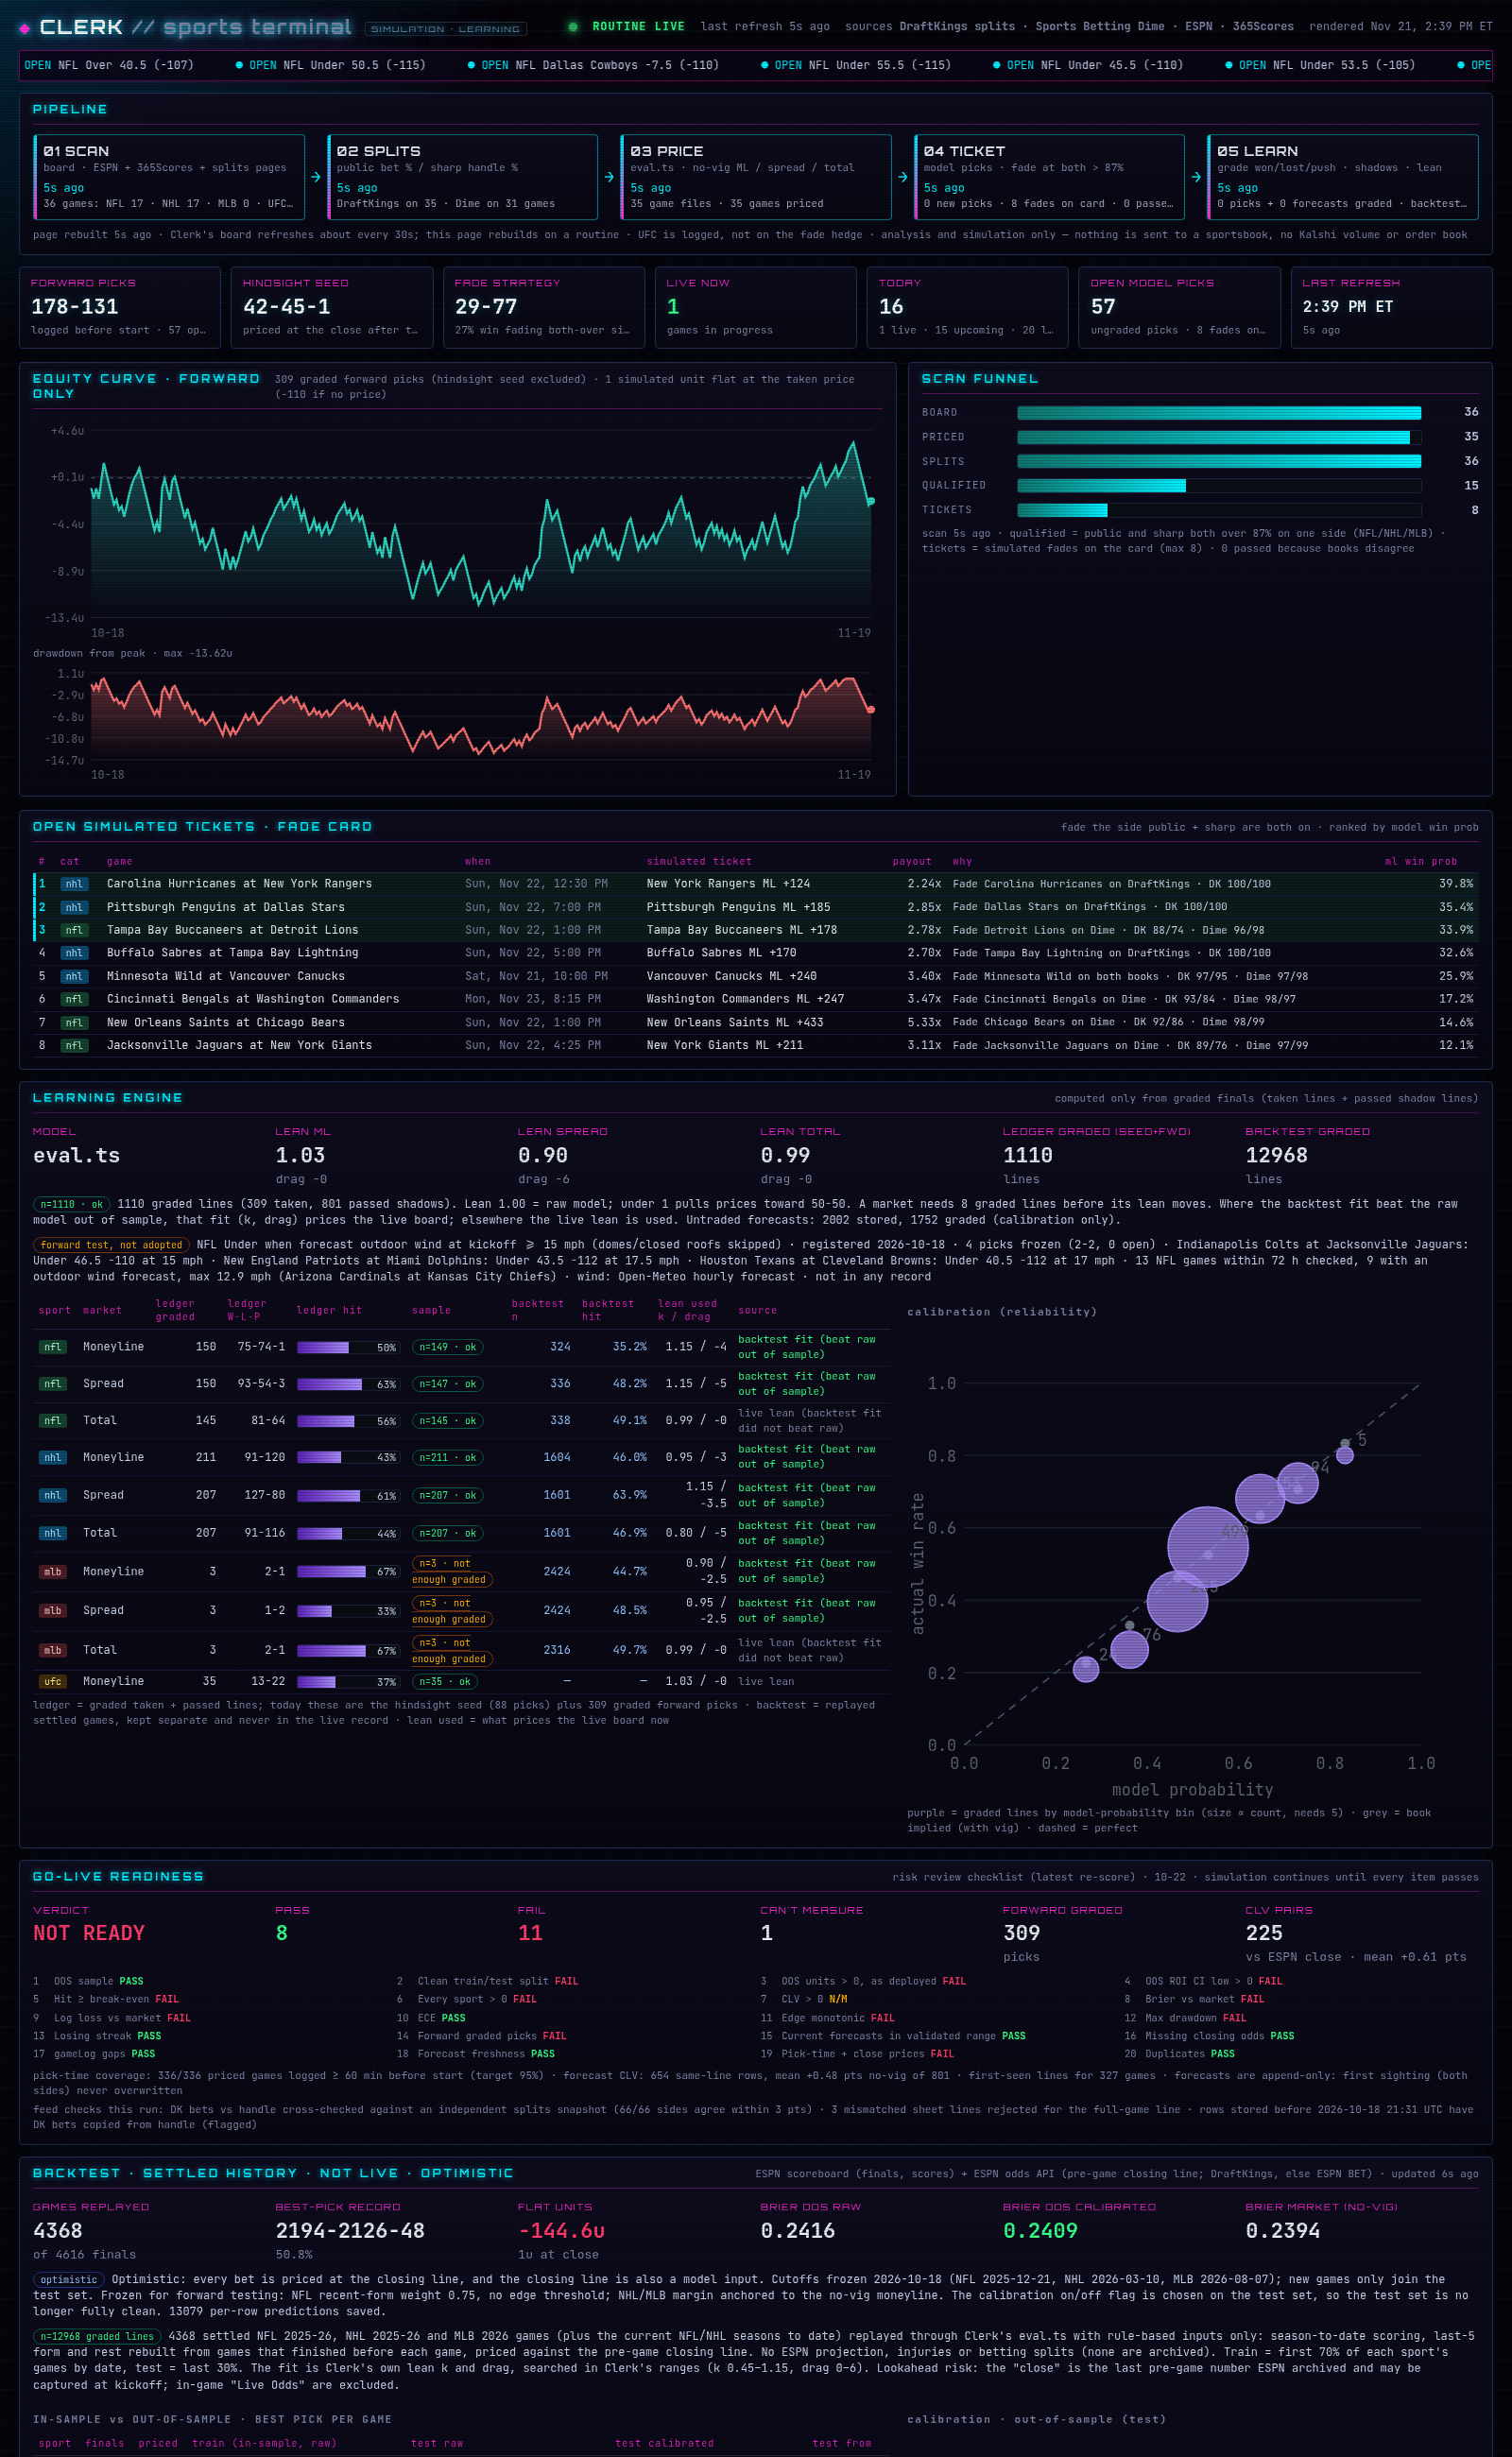 ◆ CLERK // sports terminal SIMULATION · LEARNING ROUTINE LIVE last refresh 5s ago sources DraftKings splits · Sports Betting Dime · ESPN · 365Scores rendered Nov 21, 2:39 PM ET
OPEN NFL Over 40.5 (-107) ● OPEN NFL Under 50.5 (-115) ● OPEN NFL Dallas Cowboys -7.5 (-110) ● OPEN NFL Under 55.5 (-115) ● OPEN NFL Under 45.5 (-110) ● OPEN NFL Under 53.5 (-105) ● OPE
PIPELINE
01 SCAN
board · ESPN + 365Scores + splits pages
5s ago
36 games: NFL 17 · NHL 17 · MLB 0 · UFC…
→
02 SPLITS
public bet % / sharp handle %
5s ago
DraftKings on 35 · Dime on 31 games
→
03 PRICE
eval.ts · no-vig ML / spread / total
5s ago
35 game files · 35 games priced
→
04 TICKET
model picks · fade at both > 87%
5s ago
0 new picks · 8 fades on card · 0 passe…
→
05 LEARN
grade won/lost/push · shadows · lean
5s ago
0 picks + 0 forecasts graded · backtest…
page rebuilt 5s ago · Clerk's board refreshes about every 30s; this page rebuilds on a routine · UFC is logged, not on the fade hedge · analysis and simulation only — nothing is sent to a sportsbook, no Kalshi volume or order book
FORWARD PICKS
178-131
logged before start · 57 op…
HINDSIGHT SEED
42-45-1
priced at the close after t…
FADE STRATEGY
29-77
27% win fading both-over si…
LIVE NOW
1
games in progress
TODAY
16
1 live · 15 upcoming · 20 l…
OPEN MODEL PICKS
57
ungraded picks · 8 fades on…
LAST REFRESH
2:39 PM ET
5s ago
EQUITY CURVE · FORWARD ONLY
309 graded forward picks (hindsight seed excluded) · 1 simulated unit flat at the taken price (-110 if no price)
+4.6u
+0.1u
-4.4u
-8.9u
-13.4u
10-18 11-19
drawdown from peak · max -13.62u
1.1u
-2.9u
-6.8u
-10.8u
-14.7u
10-18 11-19
SCAN FUNNEL
BOARD 36
PRICED 35
SPLITS 36
QUALIFIED 15
TICKETS 8
scan 5s ago · qualified = public and sharp both over 87% on one side (NFL/NHL/MLB) ·
tickets = simulated fades on the card (max 8) · 0 passed because books disagree
OPEN SIMULATED TICKETS · FADE CARD fade the side public + sharp are both on · ranked by model win prob
# cat game when simulated ticket payout why ml win prob
1 nhl Carolina Hurricanes at New York Rangers Sun, Nov 22, 12:30 PM New York Rangers ML +124 2.24x Fade Carolina Hurricanes on DraftKings · DK 100/100 39.8%
2 nhl Pittsburgh Penguins at Dallas Stars Sun, Nov 22, 7:00 PM Pittsburgh Penguins ML +185 2.85x Fade Dallas Stars on DraftKings · DK 100/100 35.4%
3 nfl Tampa Bay Buccaneers at Detroit Lions Sun, Nov 22, 1:00 PM Tampa Bay Buccaneers ML +178 2.78x Fade Detroit Lions on Dime · DK 88/74 · Dime 96/98 33.9%
4 nhl Buffalo Sabres at Tampa Bay Lightning Sun, Nov 22, 5:00 PM Buffalo Sabres ML +170 2.70x Fade Tampa Bay Lightning on DraftKings · DK 100/100 32.6%
5 nhl Minnesota Wild at Vancouver Canucks Sat, Nov 21, 10:00 PM Vancouver Canucks ML +240 3.40x Fade Minnesota Wild on both books · DK 97/95 · Dime 97/98 25.9%
6 nfl Cincinnati Bengals at Washington Commanders Mon, Nov 23, 8:15 PM Washington Commanders ML +247 3.47x Fade Cincinnati Bengals on Dime · DK 93/84 · Dime 98/97 17.2%
7 nfl New Orleans Saints at Chicago Bears Sun, Nov 22, 1:00 PM New Orleans Saints ML +433 5.33x Fade Chicago Bears on Dime · DK 92/86 · Dime 98/99 14.6%
8 nfl Jacksonville Jaguars at New York Giants Sun, Nov 22, 4:25 PM New York Giants ML +211 3.11x Fade Jacksonville Jaguars on Dime · DK 89/76 · Dime 97/99 12.1%
LEARNING ENGINE computed only from graded finals (taken lines + passed shadow lines)
MODEL
eval.ts
LEAN ML
1.03
drag -0
LEAN SPREAD
0.90
drag -6
LEAN TOTAL
0.99
drag -0
LEDGER GRADED (SEED+FWD)
1110
lines
BACKTEST GRADED
12968
lines
n=1110 · ok 1110 graded lines (309 taken, 801 passed shadows). Lean 1.00 = raw model; under 1 pulls prices toward 50-50. A market needs 8 graded lines before its lean moves. Where the backtest fit beat the raw
model out of sample, that fit (k, drag) prices the live board; elsewhere the live lean is used. Untraded forecasts: 2002 stored, 1752 graded (calibration only).
forward test, not adopted NFL Under when forecast outdoor wind at kickoff ≥ 15 mph (domes/closed roofs skipped) · registered 2026-10-18 · 4 picks frozen (2-2, 0 open) · Indianapolis Colts at Jacksonville Jaguars:
Under 46.5 -110 at 15 mph · New England Patriots at Miami Dolphins: Under 43.5 -112 at 17.5 mph · Houston Texans at Cleveland Browns: Under 40.5 -112 at 17 mph · 13 NFL games within 72 h checked, 9 with an
outdoor wind forecast, max 12.9 mph (Arizona Cardinals at Kansas City Chiefs) · wind: Open-Meteo hourly forecast · not in any record
sport market ledger graded ledger W-L-P ledger hit sample backtest n backtest hit lean used k / drag source
nfl Moneyline 150 75-74-1 50% n=149 · ok 324 35.2% 1.15 / -4 backtest fit (beat raw out of sample)
nfl Spread 150 93-54-3 63% n=147 · ok 336 48.2% 1.15 / -5 backtest fit (beat raw out of sample)
nfl Total 145 81-64 56% n=145 · ok 338 49.1% 0.99 / -0 live lean (backtest fit did not beat raw)
nhl Moneyline 211 91-120 43% n=211 · ok 1604 46.0% 0.95 / -3 backtest fit (beat raw out of sample)
nhl Spread 207 127-80 61% n=207 · ok 1601 63.9% 1.15 / -3.5 backtest fit (beat raw out of sample)
nhl Total 207 91-116 44% n=207 · ok 1601 46.9% 0.80 / -5 backtest fit (beat raw out of sample)
mlb Moneyline 3 2-1 67% n=3 · not enough graded 2424 44.7% 0.90 / -2.5 backtest fit (beat raw out of sample)
mlb Spread 3 1-2 33% n=3 · not enough graded 2424 48.5% 0.95 / -2.5 backtest fit (beat raw out of sample)
mlb Total 3 2-1 67% n=3 · not enough graded 2316 49.7% 0.99 / -0 live lean (backtest fit did not beat raw)
ufc Moneyline 35 13-22 37% n=35 · ok — — 1.03 / -0 live lean
ledger = graded taken + passed lines; today these are the hindsight seed (88 picks) plus 309 graded forward picks · backtest = replayed
settled games, kept separate and never in the live record · lean used = what prices the live board now
calibration (reliability)
1.0
0.8
0.6
0.4
0.2
0.0
actual win rate
5
76
0.0 0.2 0.4 0.6 0.8 1.0
model probability
purple = graded lines by model-probability bin (size ∝ count, needs 5) · grey = book
implied (with vig) · dashed = perfect
GO-LIVE READINESS risk review checklist (latest re-score) · 10-22 · simulation continues until every item passes
VERDICT
NOT READY
PASS
8
FAIL
11
CAN'T MEASURE
1
FORWARD GRADED
309
picks
CLV PAIRS
225
vs ESPN close · mean +0.61 pts
1 OOS sample PASS 2 Clean train/test split FAIL 3 OOS units > 0, as deployed FAIL 4 OOS ROI CI low > 0 FAIL
5 Hit ≥ break-even FAIL 6 Every sport > 0 FAIL 7 CLV > 0 N/M 8 Brier vs market FAIL
9 Log loss vs market FAIL 10 ECE PASS 11 Edge monotonic FAIL 12 Max drawdown FAIL
13 Losing streak PASS 14 Forward graded picks FAIL 15 Current forecasts in validated range PASS 16 Missing closing odds PASS
17 gameLog gaps PASS 18 Forecast freshness PASS 19 Pick-time + close prices FAIL 20 Duplicates PASS
pick-time coverage: 336/336 priced games logged ≥ 60 min before start (target 95%) · forecast CLV: 654 same-line rows, mean +0.48 pts no-vig of 801 · first-seen lines for 327 games · forecasts are append-only: first sighting (both
sides) never overwritten
feed checks this run: DK bets vs handle cross-checked against an independent splits snapshot (66/66 sides agree within 3 pts) · 3 mismatched sheet lines rejected for the full-game line · rows stored before 2026-10-18 21:31 UTC have
DK bets copied from handle (flagged)
BACKTEST · SETTLED HISTORY · NOT LIVE · OPTIMISTIC ESPN scoreboard (finals, scores) + ESPN odds API (pre-game closing line; DraftKings, else ESPN BET) · updated 6s ago
GAMES REPLAYED
4368
of 4616 finals
BEST-PICK RECORD
2194-2126-48
50.8%
FLAT UNITS
-144.6u
1u at close
BRIER OOS RAW
0.2416
BRIER OOS CALIBRATED
0.2409
BRIER MARKET (NO-VIG)
0.2394
optimistic Optimistic: every bet is priced at the closing line, and the closing line is also a model input. Cutoffs frozen 2026-10-18 (NFL 2025-12-21, NHL 2026-03-10, MLB 2026-08-07); new games only join the
test set. Frozen for forward testing: NFL recent-form weight 0.75, no edge threshold; NHL/MLB margin anchored to the no-vig moneyline. The calibration on/off flag is chosen on the test set, so the test set is no
longer fully clean. 13079 per-row predictions saved.
n=12968 graded lines 4368 settled NFL 2025-26, NHL 2025-26 and MLB 2026 games (plus the current NFL/NHL seasons to date) replayed through Clerk's eval.ts with rule-based inputs only: season-to-date scoring, last-5
form and rest rebuilt from games that finished before each game, priced against the pre-game closing line. No ESPN projection, injuries or betting splits (none are archived). Train = first 70% of each sport's
games by date, test = last 30%. The fit is Clerk's own lean k and drag, searched in Clerk's ranges (k 0.45–1.15, drag 0–6). Lookahead risk: the "close" is the last pre-game number ESPN archived and may be
captured at kickoff; in-game "Live Odds" are excluded.
IN-SAMPLE vs OUT-OF-SAMPLE · BEST PICK PER GAME calibration · out-of-sample (test)
sport finals priced train (in-sample, raw) test raw test calibrated test from